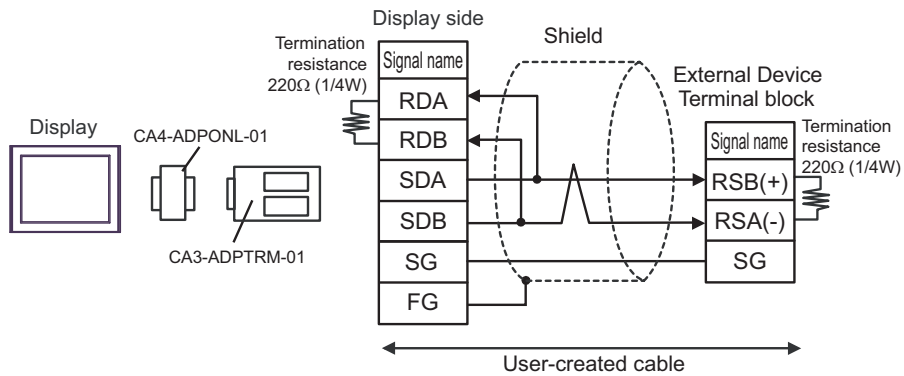 Display side
Shield
Termination
resistance
220Ω (1/4W)
Signal name
RDA
RDB
SDA
SDB
SG
FG
External Device
Terminal block
Signal name
RSB(+)
RSA(-)
SG
Termination
resistance
220Ω (1/4W)
Display
CA4-ADPONL-01
CA3-ADPTRM-01
User-created cable